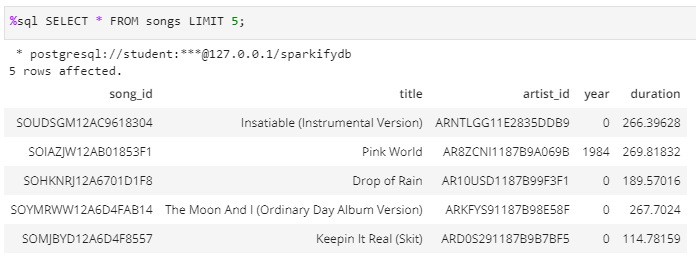 %sql SELECT * FROM songs LIMIT 5;
* postgresql://student:***@127.0.0.1/sparkifydb
5 rows affected.
song_id title artist_id year duration
SOUDSGM12AC9618304 Insatiable (Instrumental Version) ARNTLGG11E2835DDB9 0 266.39628
SOIAZJW12AB01853F1 Pink World AR8ZCNI1187B9A069B 1984 269.81832
SOHKNRJ12A6701D1F8 Drop of Rain AR10USD1187B99F3F1 0 189.57016
SOYMRWW12A6D4FAB14 The Moon And I (Ordinary Day Album Version) ARKFYS91187B98E58F 0 267.7024
SOMJBYD12A6D4F8557 Keepin It Real (Skit) ARD0S291187B9B7BF5 0 114.78159